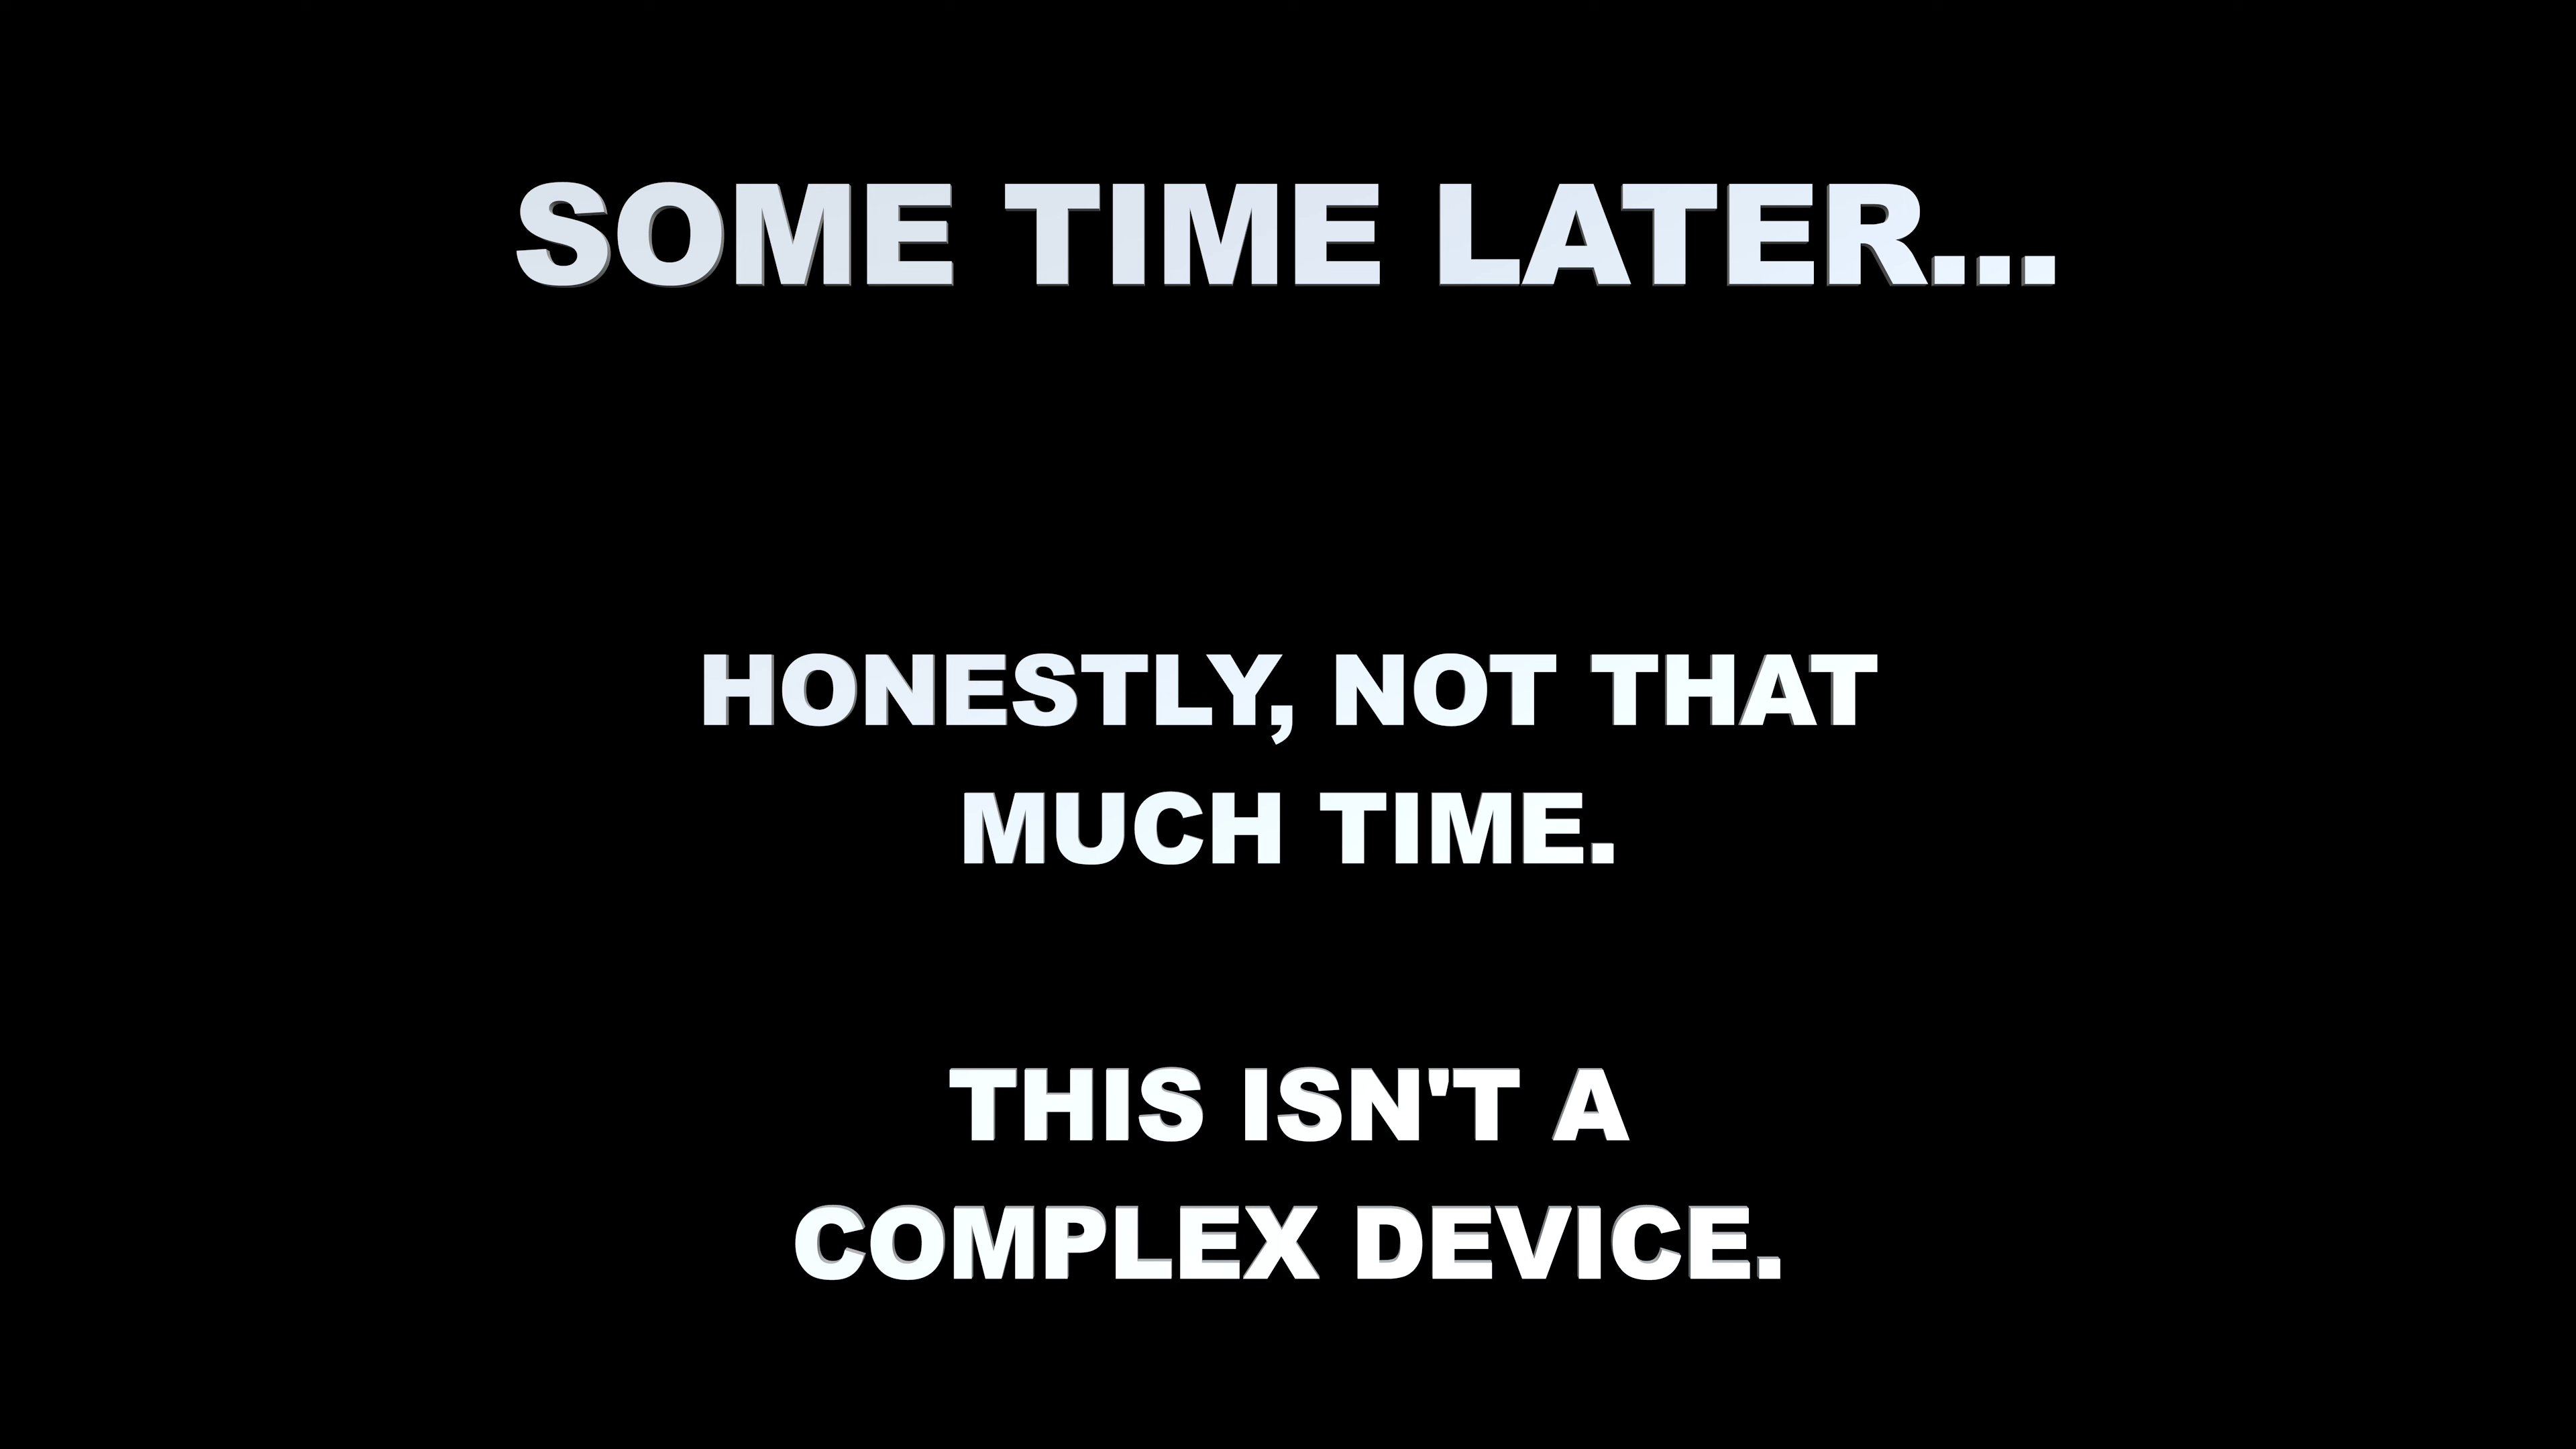 SOME TIME LATER...
HONESTLY, NOT THAT
MUCH TIME.
THIS ISN'T A
COMPLEX DEVICE.